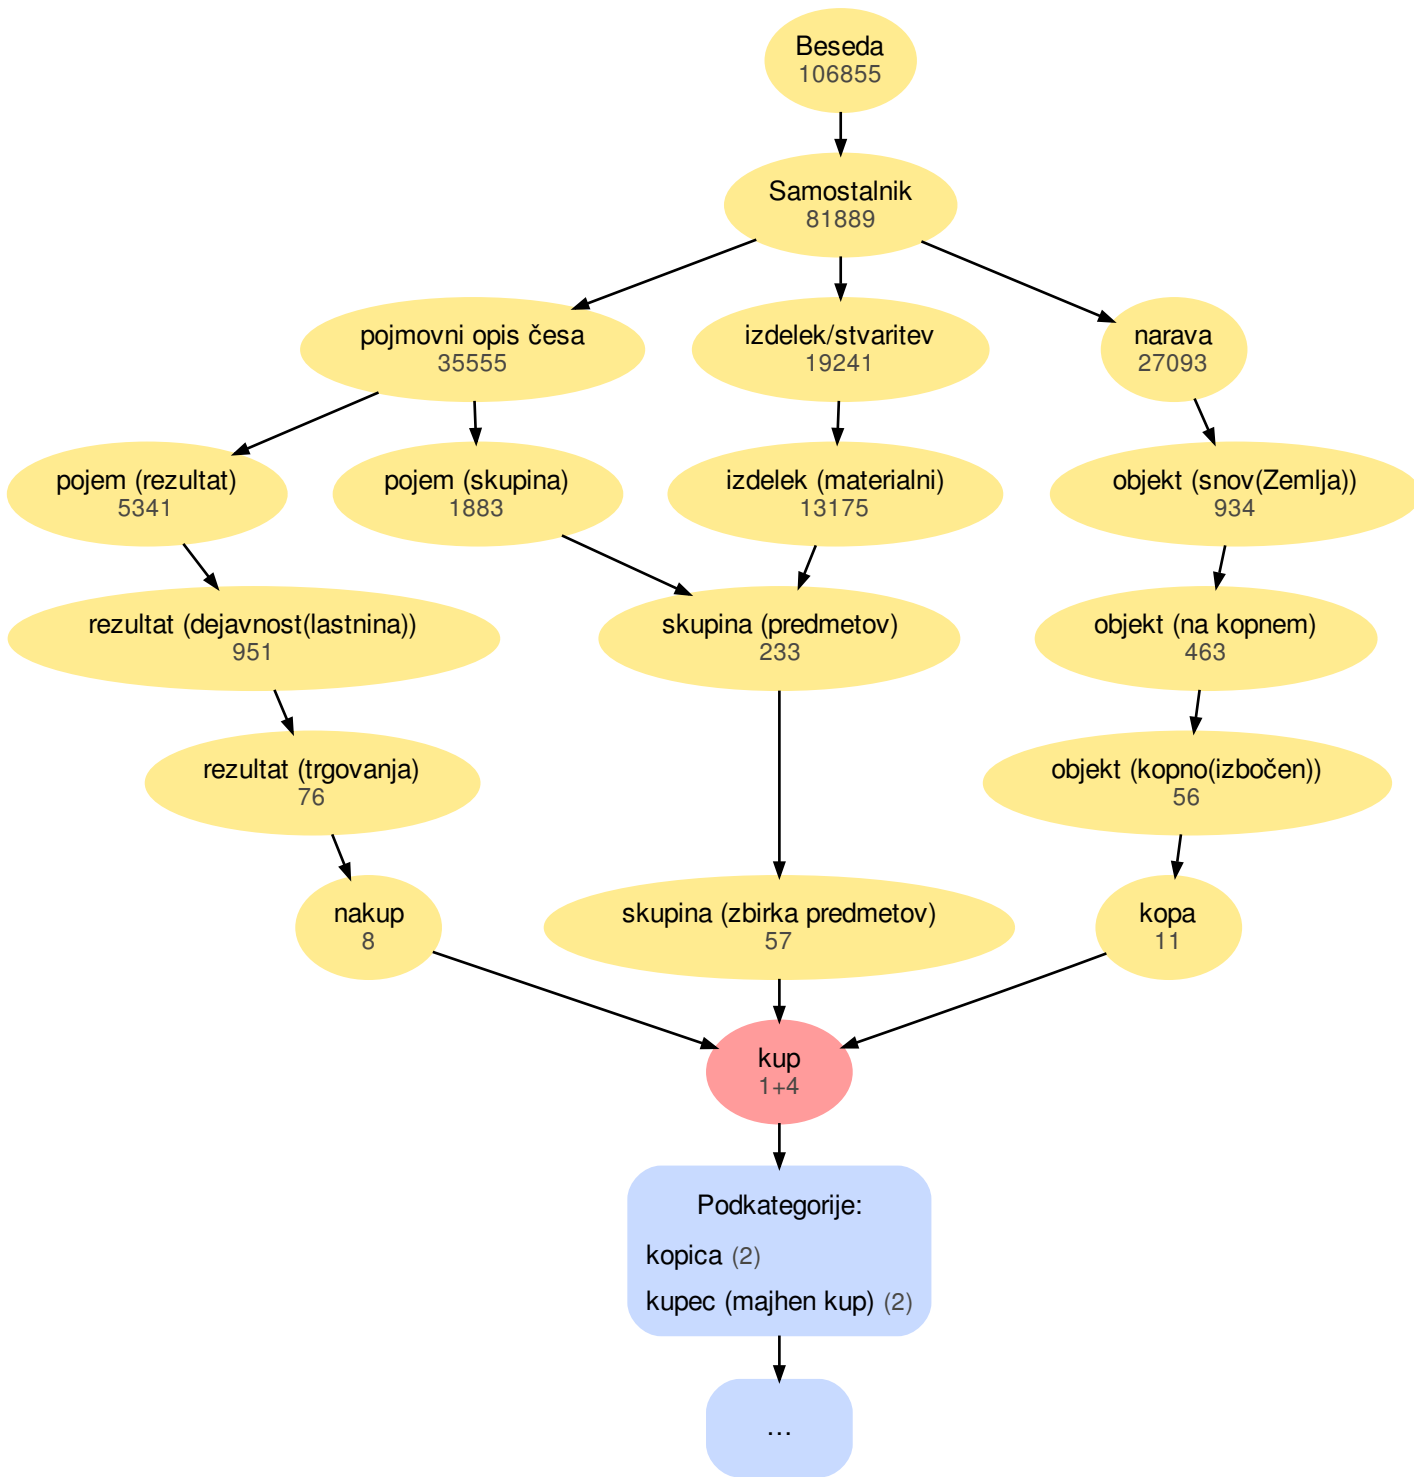 Beseda
106855
Samostalnik
81889
pojmovni opis česa
35555
izdelek/stvaritev
19241
narava
27093
pojem (rezultat)
5341
pojem (skupina)
1883
izdelek (materialni)
13175
objekt (snov(Zemlja))
934
rezultat (dejavnost(lastnina))
951
skupina (predmetov)
233
objekt (na kopnem)
463
rezultat (trgovanja)
76
objekt (kopno(izbočen))
56
nakup
8
skupina (zbirka predmetov)
57
kopa
11
kup
1+4
Podkategorije:
kopica (2)
kupec (majhen kup) (2)
...